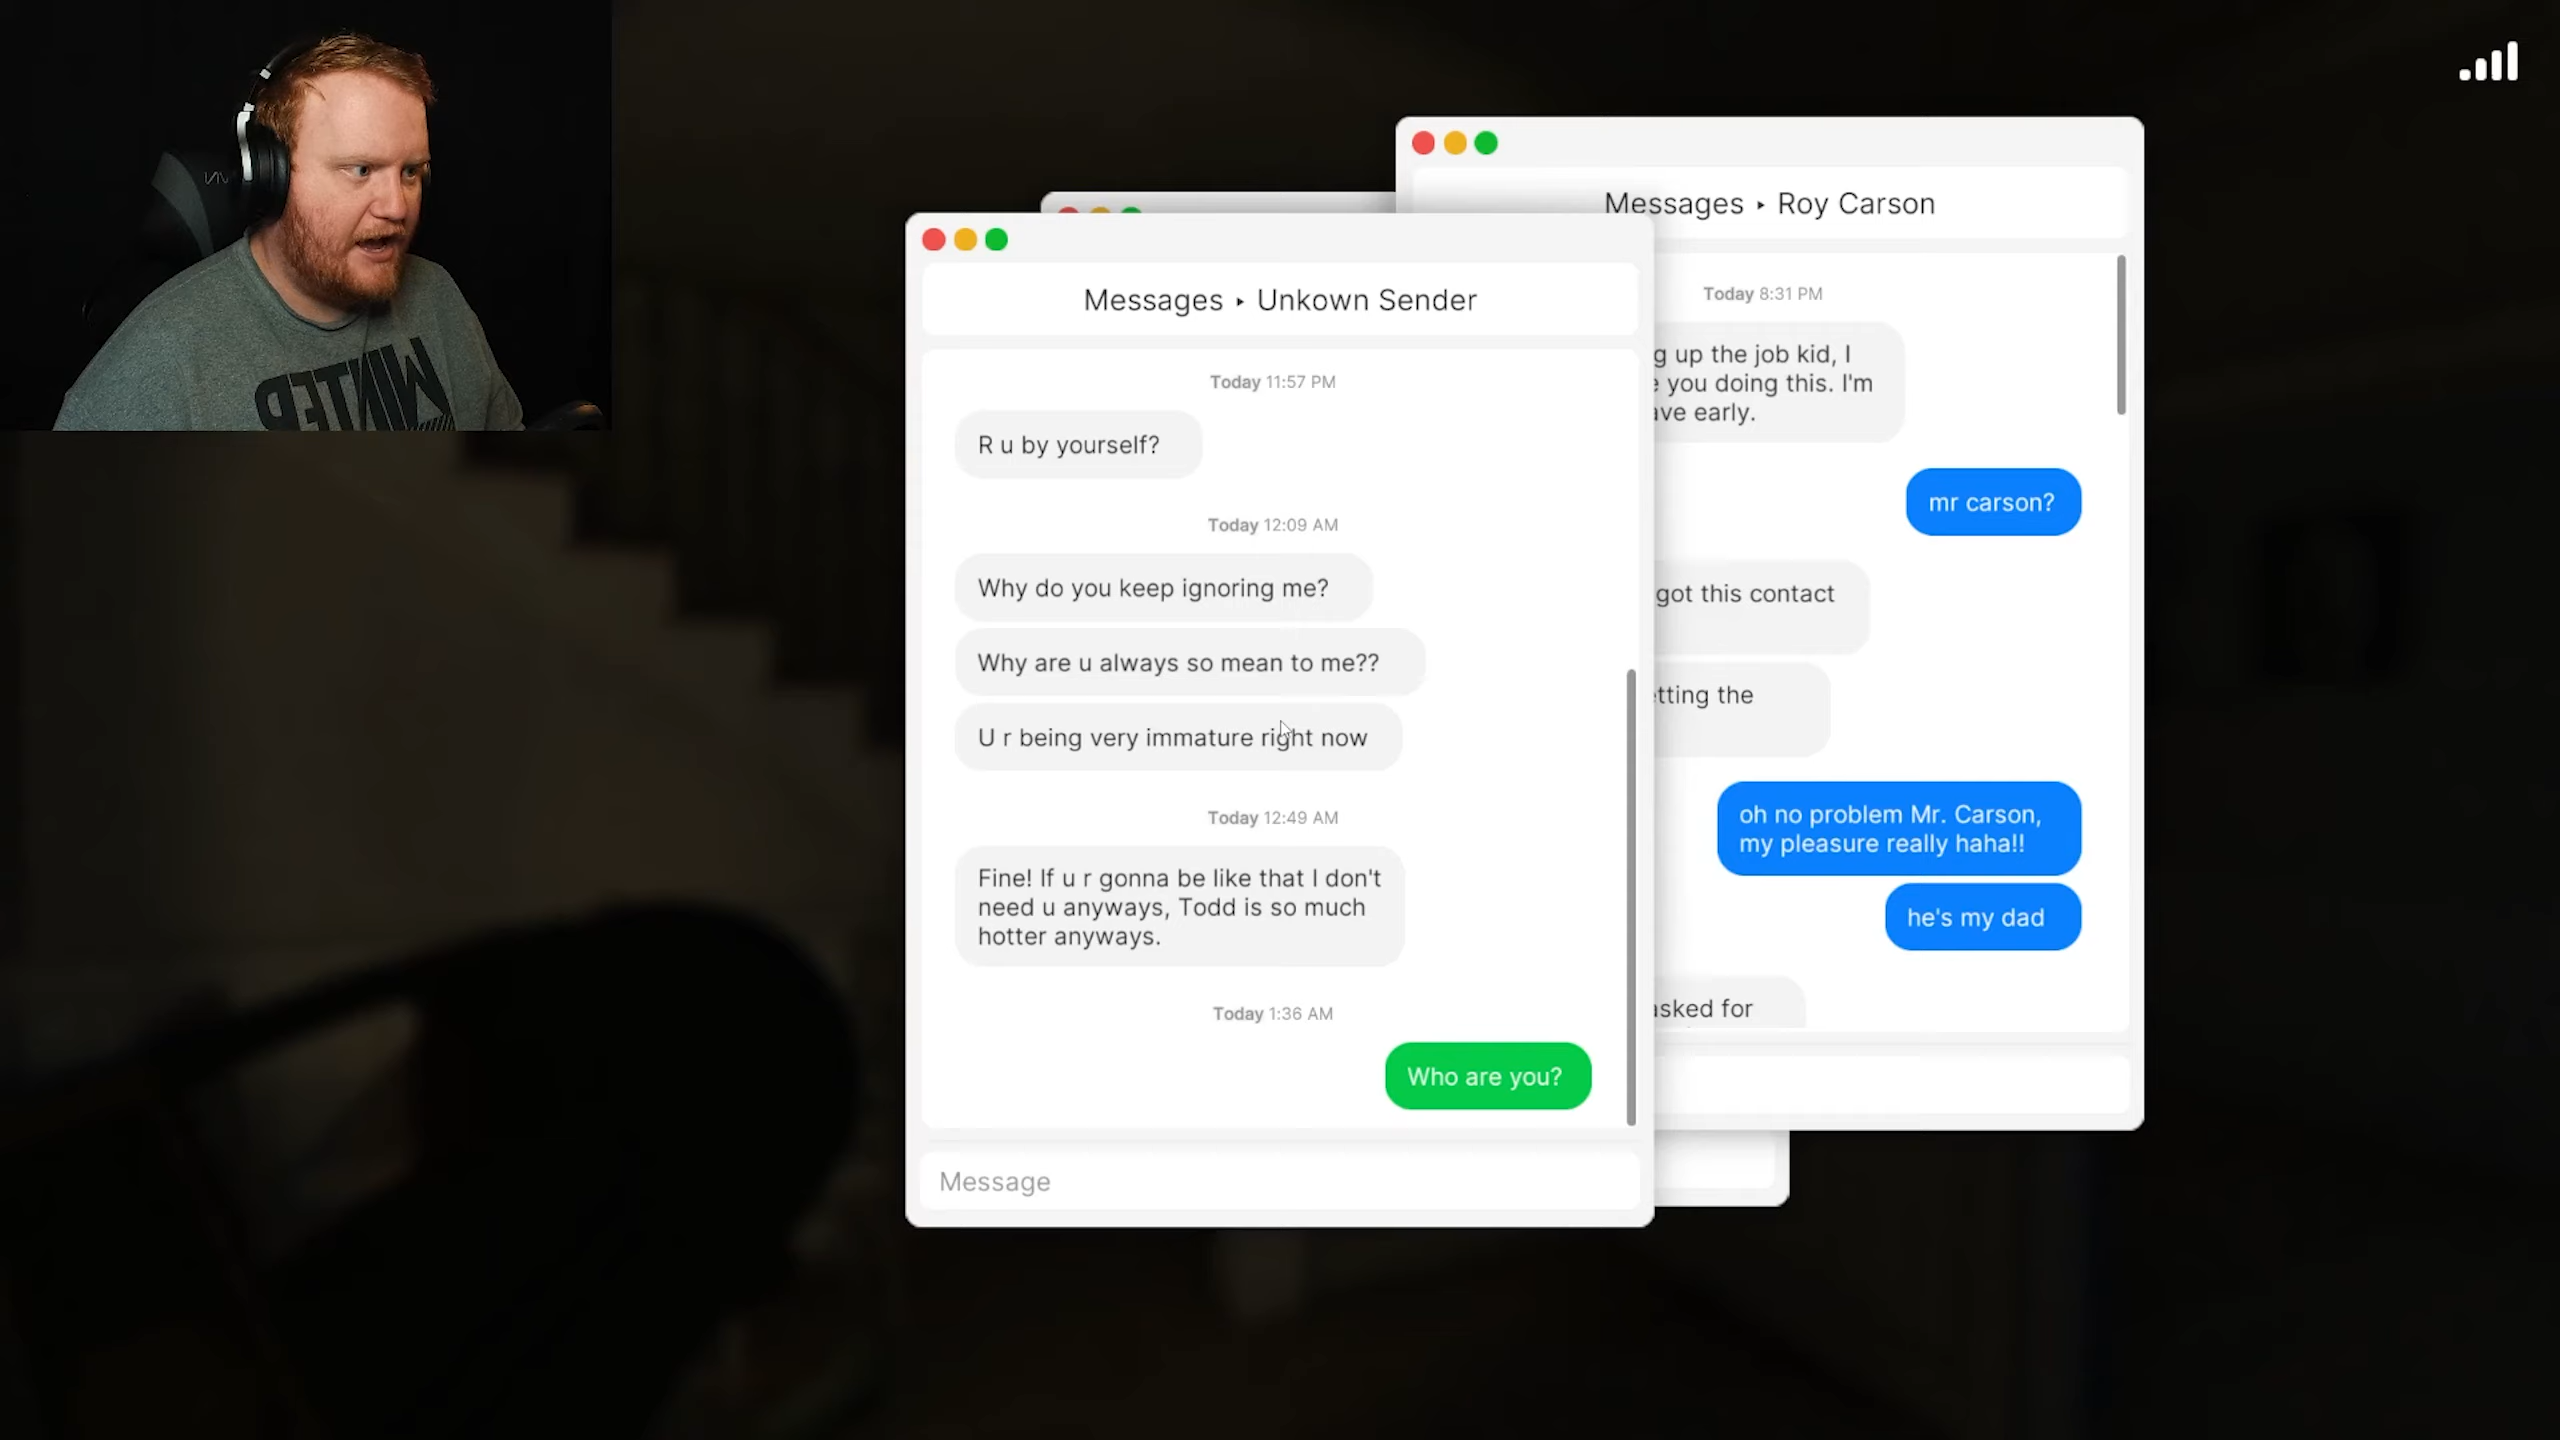 MINTED
Messages ‣ Roy Carson
Today 8:31 PM
g up the job kid, I
you doing this. I'm
ave early.
mr carson?
got this contact
etting the
oh no problem Mr. Carson,
my pleasure really haha!!
he's my dad
asked for
Messages ‣ Unkown Sender
Today 11:57 PM
R u by yourself?
Today 12:09 AM
Why do you keep ignoring me?
Why are u always so mean to me??
U r being very immature right now
Today 12:49 AM
Fine! If u r gonna be like that I don't
need u anyways, Todd is so much
hotter anyways.
Today 1:36 AM
Who are you?
Message